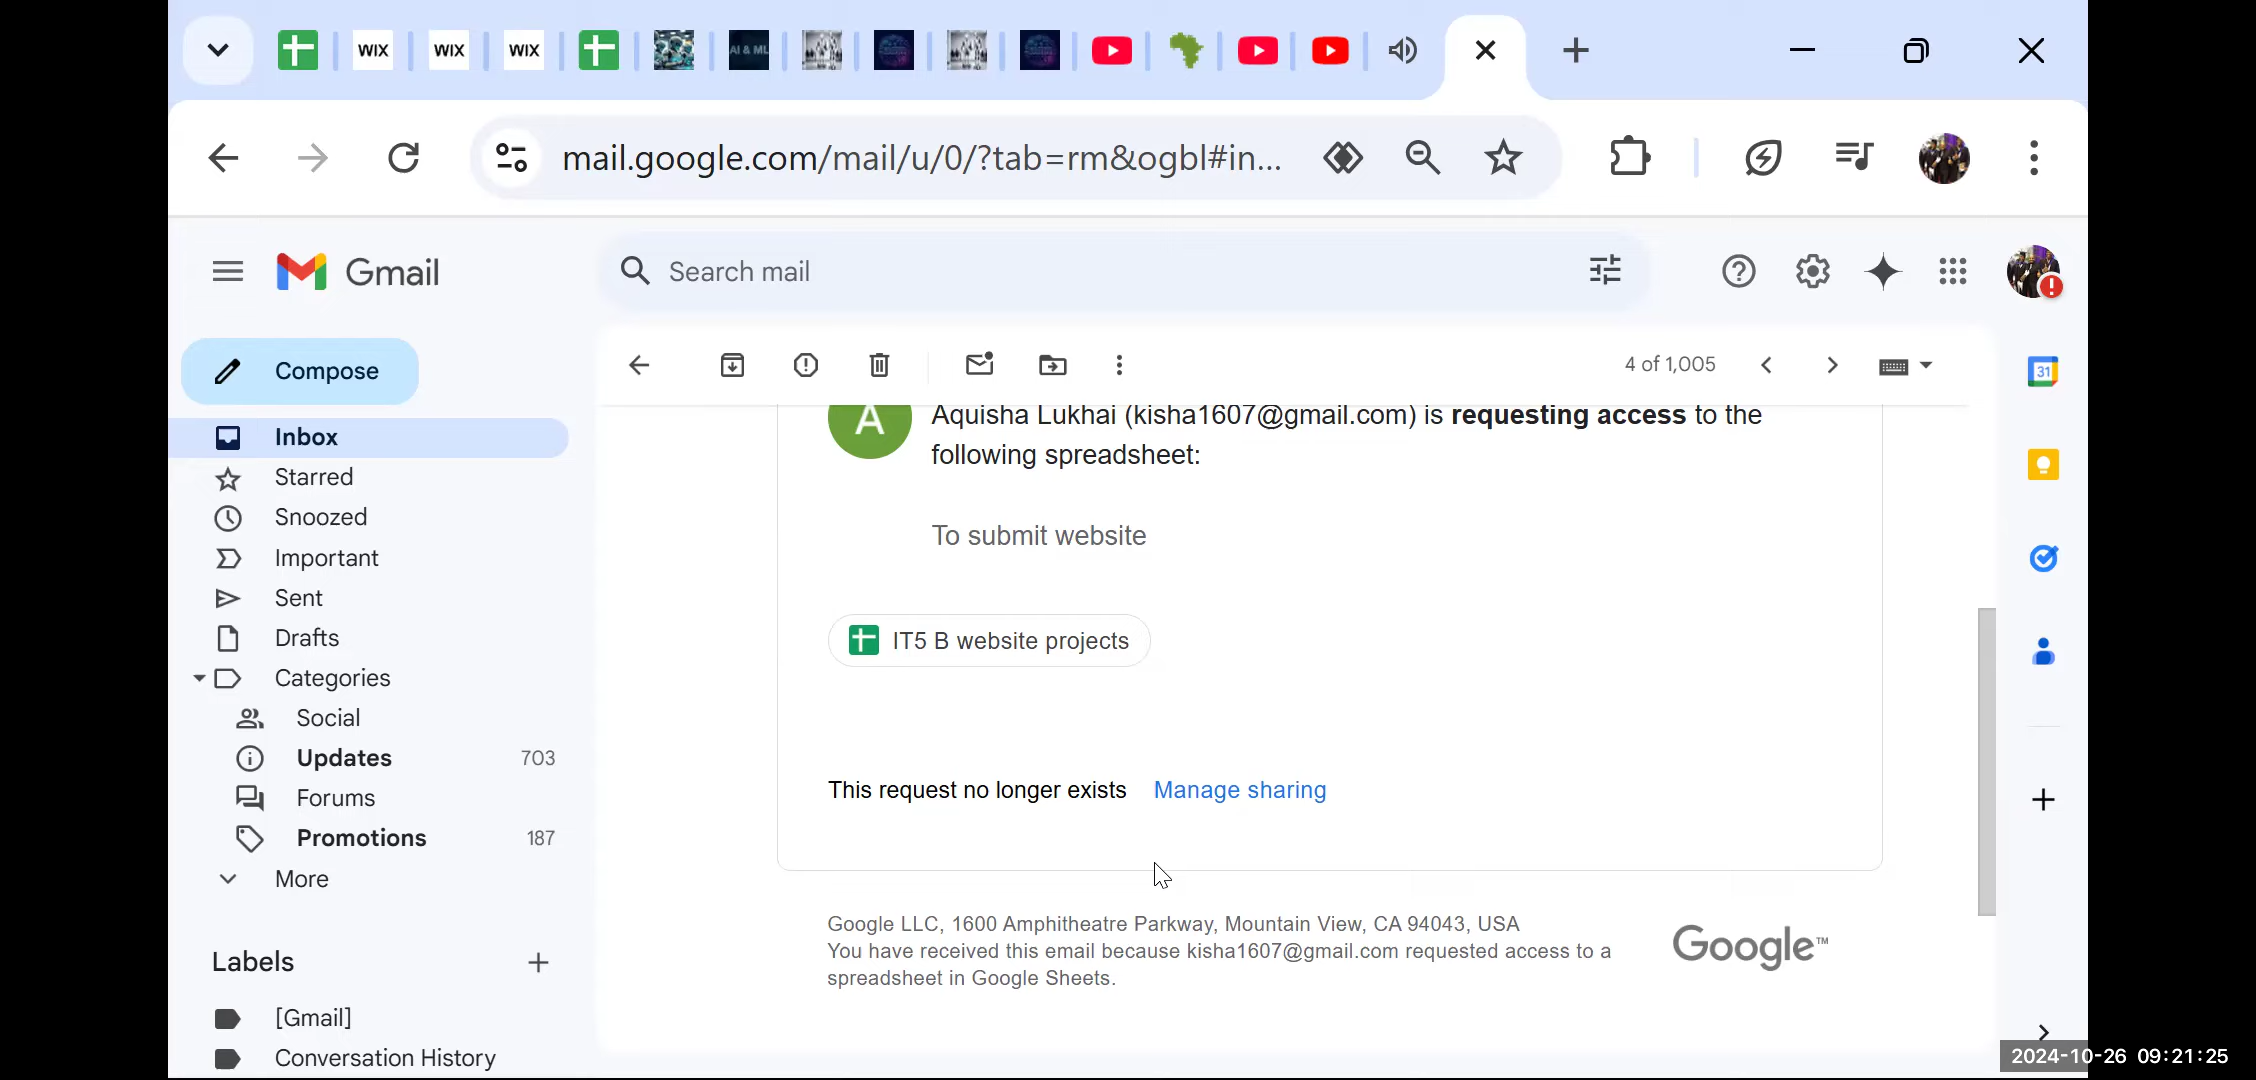 WIX
WIX
WIX
AI & ML
mail.google.com/mail/u/0/?tab=rm&ogbl#in...
Gmail
Search mail
Compose
4 of 1,005
Inbox
Starred
Snoozed
Important
Sent
Drafts
Categories
Social
Updates 703
Forums
Promotions 187
More
Labels
[Gmail]
Conversation History
A
Aquisha Lukhai (kisha1607@gmail.com) is requesting access to the
following spreadsheet:
To submit website
IT5 B website projects
This request no longer exists Manage sharing
Google LLC, 1600 Amphitheatre Parkway, Mountain View, CA 94043, USA
You have received this email because kisha1607@gmail.com requested access to a
spreadsheet in Google Sheets.
Google™
31
2024-10-26 09:21:25